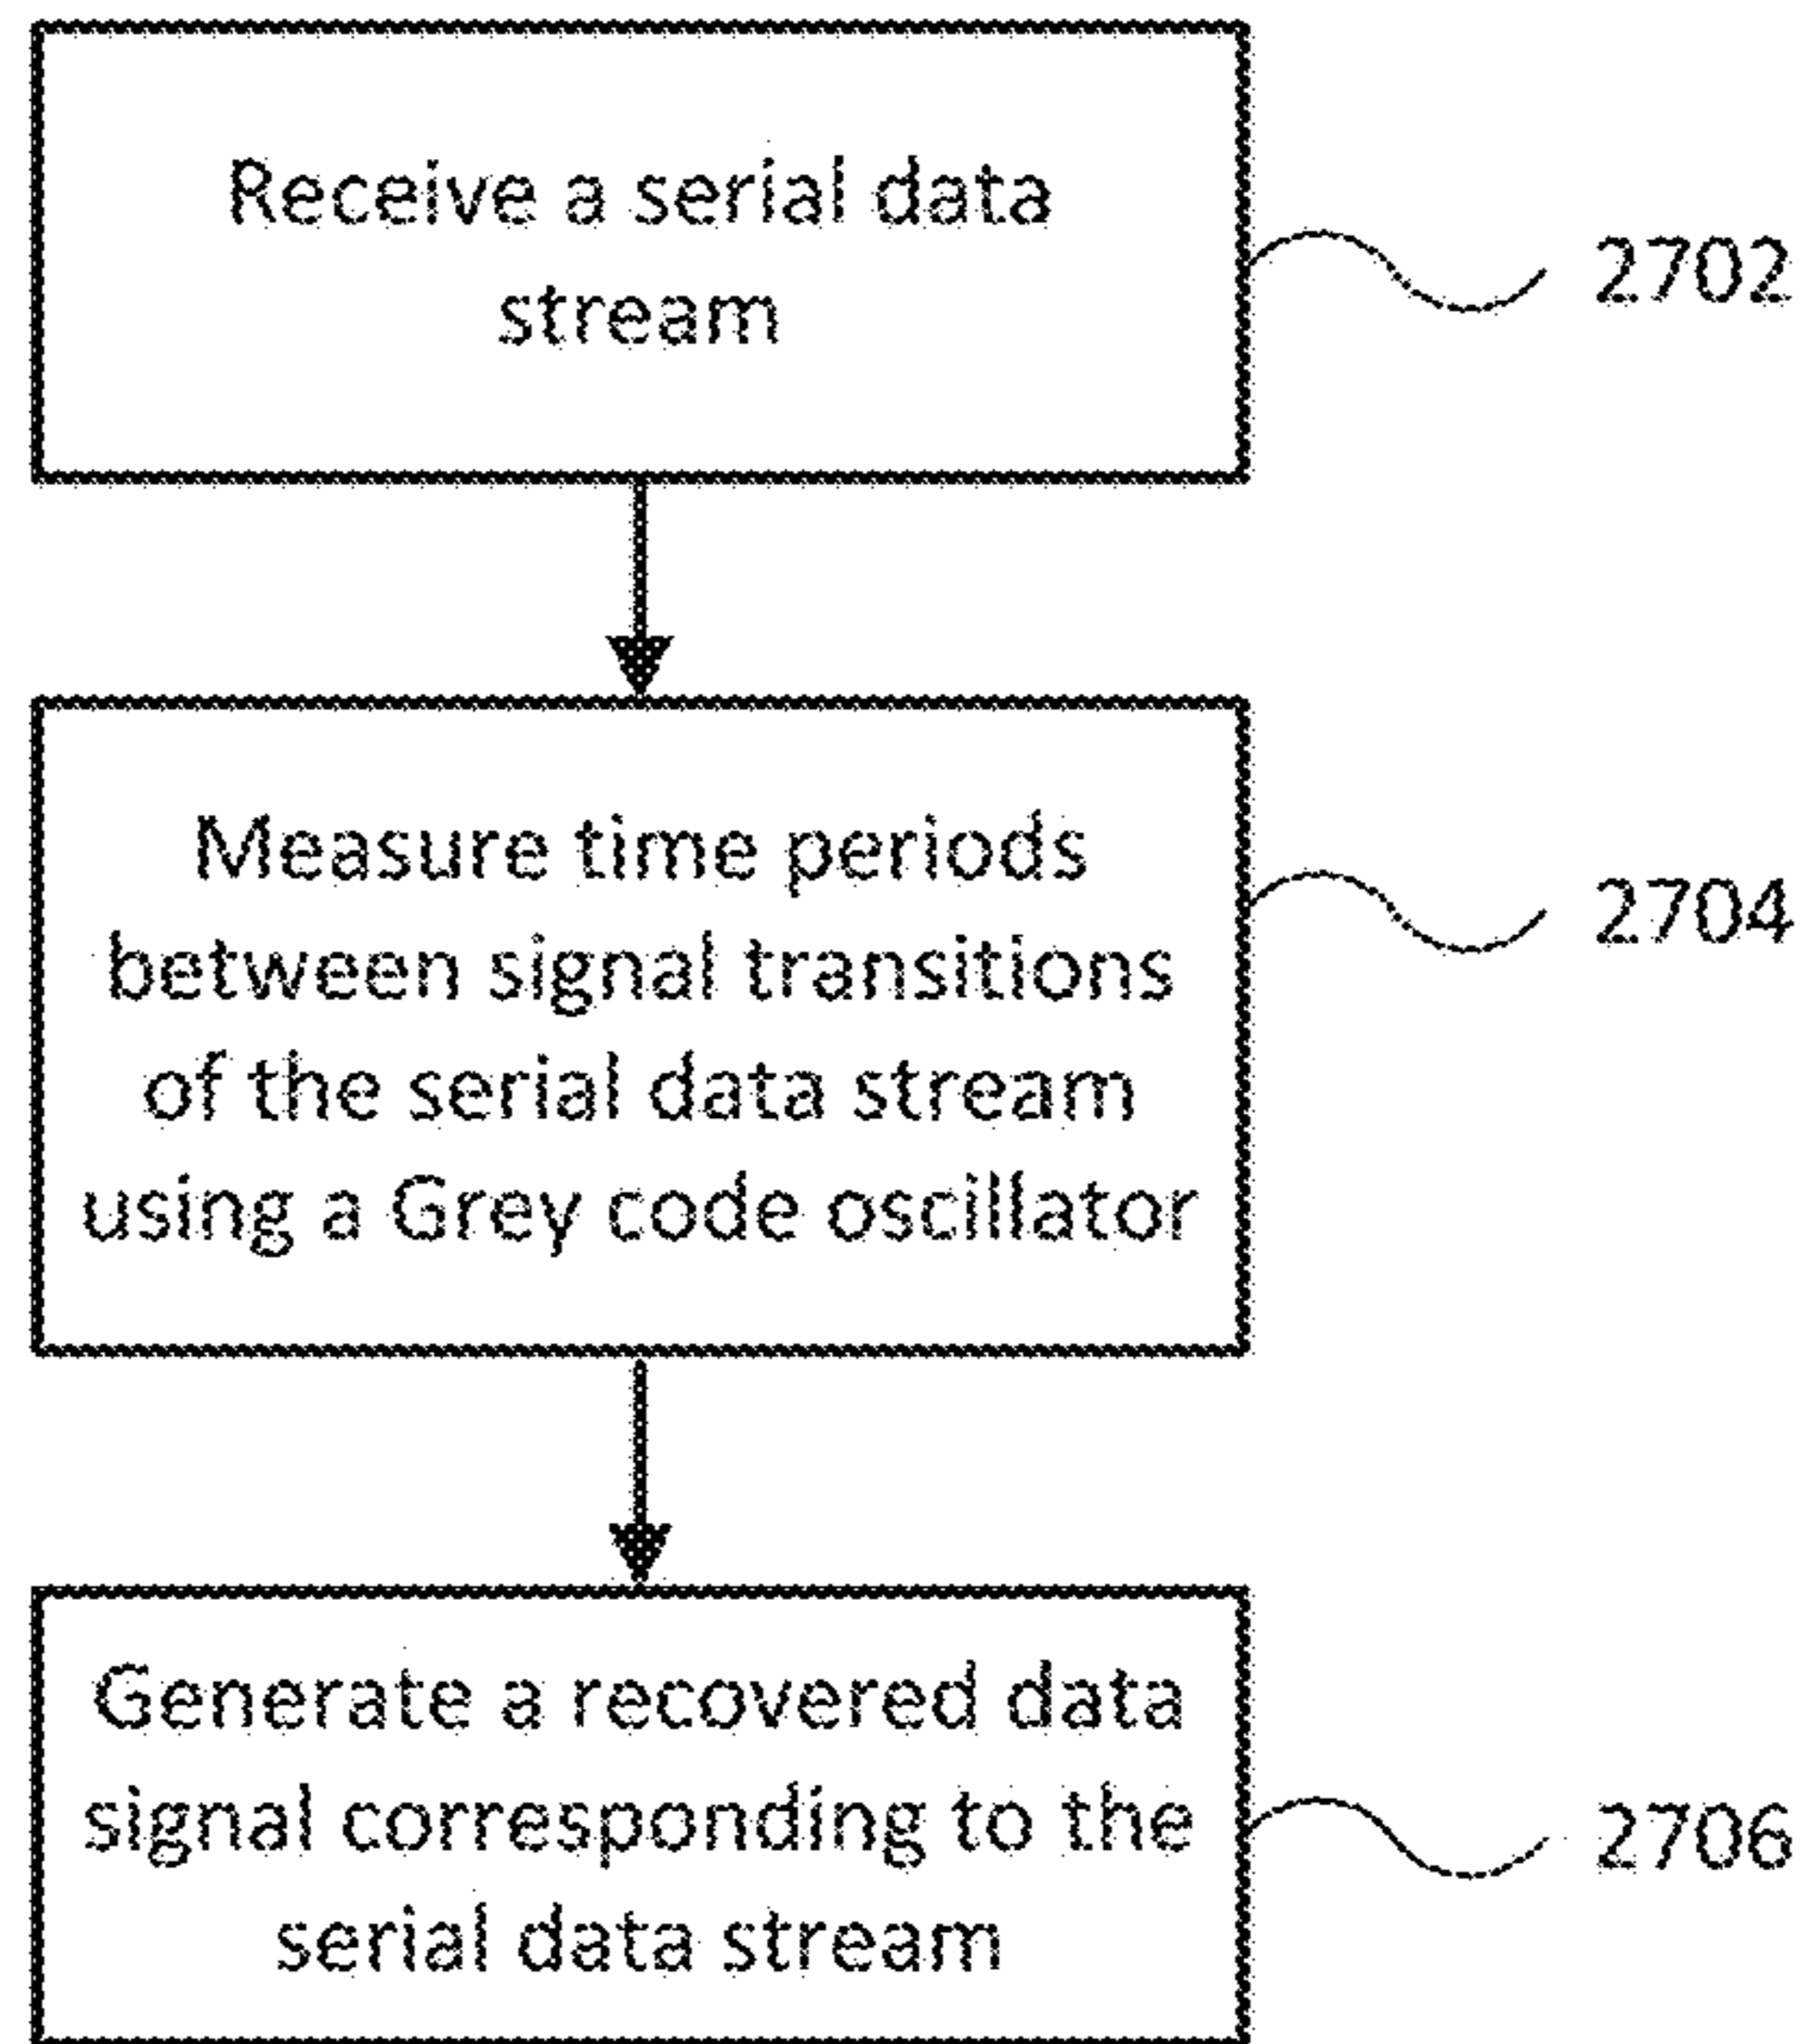 Receive a serial data
stream
2702
Measure time periods
between signal transitions
of the serial data stream
using a Grey code oscillator
2704
Generate a recovered data
signal corresponding to the
serial data stream
2706